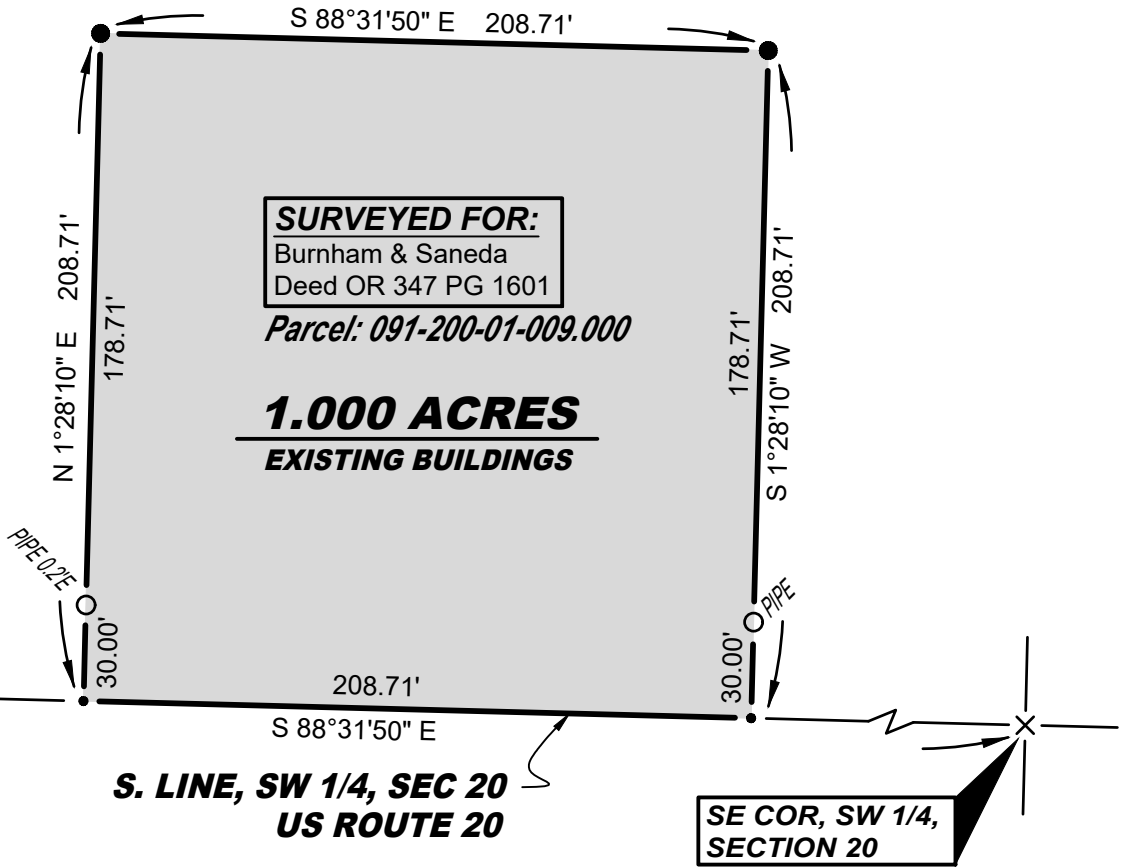 S 88°31'50" E 208.71'
N 1°28'10" E 208.71'
178.71'
SURVEYED FOR:
Burnham & Saneda
Deed OR 347 PG 1601
Parcel: 091-200-01-009.000
1.000 ACRES
EXISTING BUILDINGS
178.71'
S 1°28'10" W 208.71'
PIPE 0.2'E
30.00'
PIPE
30.00'
208.71'
S 88°31'50" E
S. LINE, SW 1/4, SEC 20
US ROUTE 20
SE COR, SW 1/4,
SECTION 20